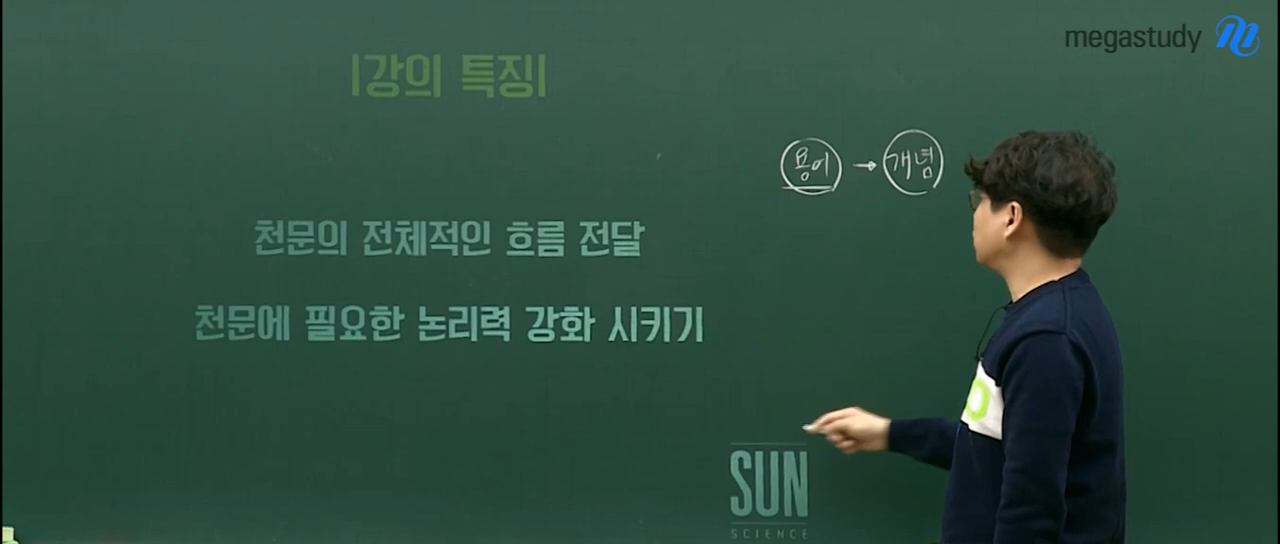 megastudy
|강의 특징|
용어 → 개념
천문의 전체적인 흐름 전달
천문에 필요한 논리력 강화 시키기
SUN
SCIENCE